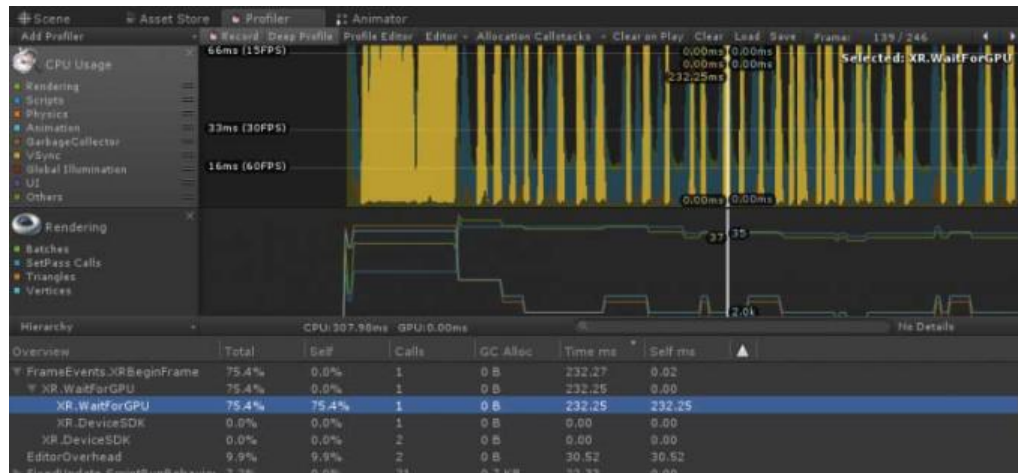 Scene Asset Store Profiler Animator
Add Profiler Record Deep Profile Profile Editor Editor Allocation Callstacks Clear on Play Clear Load Save Frame: 139/246
CPU Usage
Rendering
Scripts
Physics
Animation
GarbageCollector
VSync
Global Illumination
UI
Others
66ms (15FPS)
33ms (30FPS)
16ms (60FPS)
0.00ms 0.00ms
0.00ms 0.00ms
232.25ms
Selected: XR.WaitForGPU
0.00ms 0.00ms
Rendering
Batches
SetPass Calls
Triangles
Vertices
37 35
2.0k
Hierarchy CPU:307.98ms GPU:0.00ms No Details
Overview Total Self Calls GC Alloc Time ms Self ms
FrameEvents.XRBeginFrame 75.4% 0.0% 1 0 B 232.27 0.02
XR.WaitForGPU 75.4% 0.0% 1 0 B 232.25 0.00
XR.WaitForGPU 75.4% 75.4% 1 0 B 232.25 232.25
XR.DeviceSDK 0.0% 0.0% 1 0 B 0.00 0.00
XR.DeviceSDK 0.0% 0.0% 2 0 B 0.00 0.00
EditorOverhead 9.9% 9.9% 2 0 B 30.52 30.52